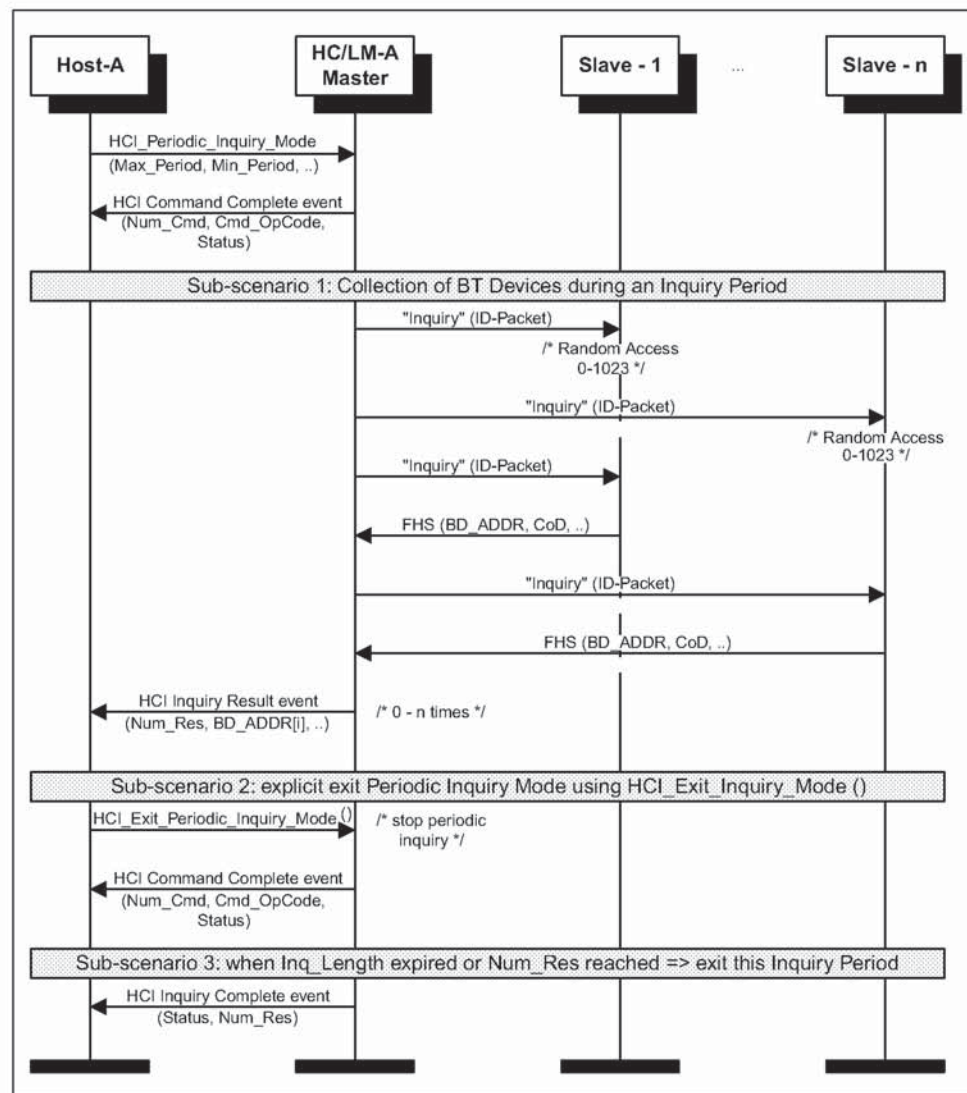 Host-A
HC/LM-A
Master
Slave - 1
...
Slave - n
HCI_Periodic_Inquiry_Mode
(Max_Period, Min_Period, ..)
HCI Command Complete event
(Num_Cmd, Cmd_OpCode,
Status)
Sub-scenario 1: Collection of BT Devices during an Inquiry Period
"Inquiry" (ID-Packet)
/* Random Access
0-1023 */
"Inquiry" (ID-Packet)
/* Random Access
0-1023 */
"Inquiry" (ID-Packet)
FHS (BD_ADDR, CoD, ..)
"Inquiry" (ID-Packet)
FHS (BD_ADDR, CoD, ..)
HCI Inquiry Result event
(Num_Res, BD_ADDR[i], ..)
/* 0 - n times */
Sub-scenario 2: explicit exit Periodic Inquiry Mode using HCI_Exit_Inquiry_Mode ()
HCI_Exit_Periodic_Inquiry_Mode ()
/* stop periodic
inquiry */
HCI Command Complete event
(Num_Cmd, Cmd_OpCode,
Status)
Sub-scenario 3: when Inq_Length expired or Num_Res reached => exit this Inquiry Period
HCI Inquiry Complete event
(Status, Num_Res)